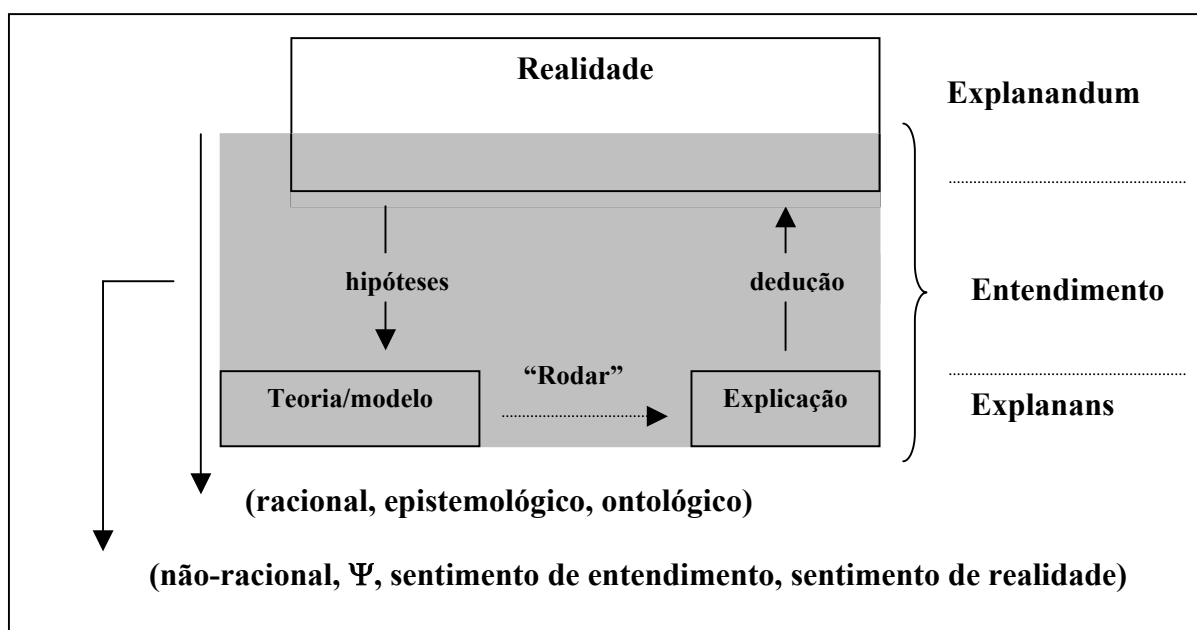 Realidade
Explanandum
hipóteses
dedução
Entendimento
“Rodar”
Teoria/modelo
Explicação
Explanans
(racional, epistemológico, ontológico)
(não-racional, Ψ, sentimento de entendimento, sentimento de realidade)